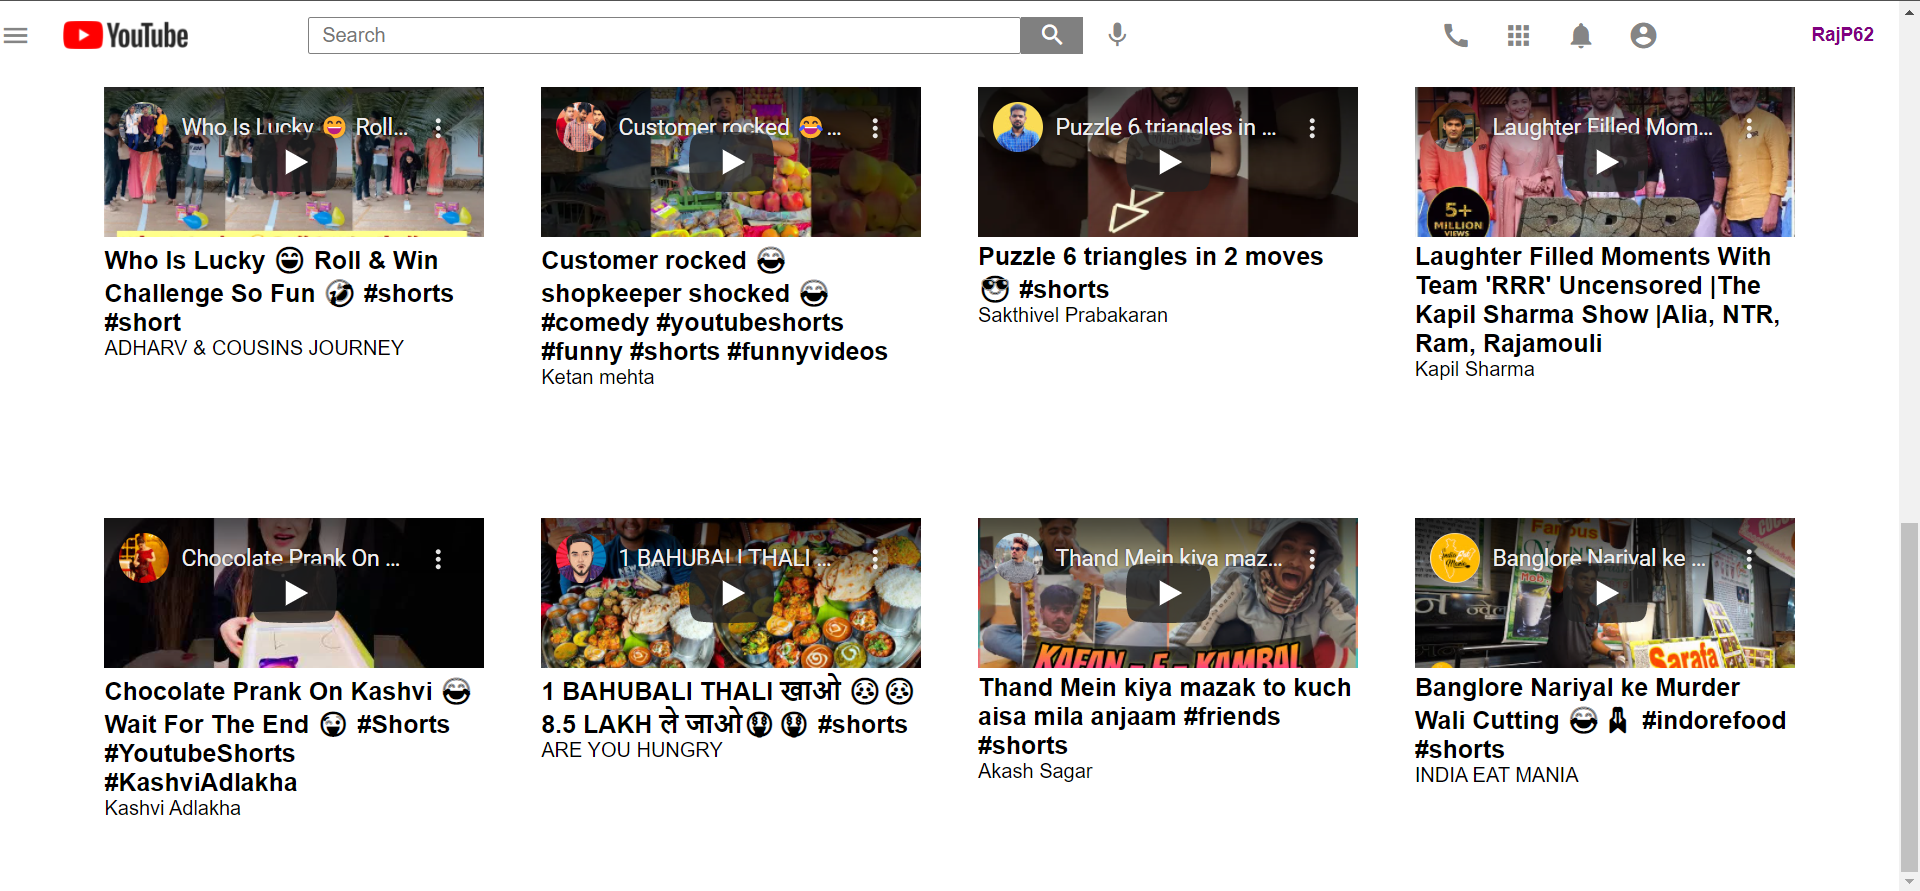 YouTube
Search
RajP62
Who Is Lucky 😄 Roll...
Customer rocked 😂...
Puzzle 6 triangles in ...
Laughter Filled Mom...
5+
MILLION
VIEWS
Who Is Lucky 😄 Roll & Win
Challenge So Fun 🤣 #shorts
#short
ADHARV & COUSINS JOURNEY
Customer rocked 😂
shopkeeper shocked 😂
#comedy #youtubeshorts
#funny #shorts #funnyvideos
Ketan mehta
Puzzle 6 triangles in 2 moves
😎 #shorts
Sakthivel Prabakaran
Laughter Filled Moments With
Team 'RRR' Uncensored |The
Kapil Sharma Show |Alia, NTR,
Ram, Rajamouli
Kapil Sharma
Chocolate Prank On ...
1 BAHUBALI THALI ...
Thand Mein kiya maz...
Banglore Nariyal ke ...
Famous
KAFAN - E - KAMBAL
Sarafa
Chocolate Prank On Kashvi 😂
Wait For The End 😜 #Shorts
#YoutubeShorts
#KashviAdlakha
Kashvi Adlakha
1 BAHUBALI THALI खाओ 🐼🐼
8.5 LAKH ले जाओ🤑 🤑 #shorts
ARE YOU HUNGRY
Thand Mein kiya mazak to kuch
aisa mila anjaam #friends
#shorts
Akash Sagar
Banglore Nariyal ke Murder
Wali Cutting 😂 #indorefood
#shorts
INDIA EAT MANIA